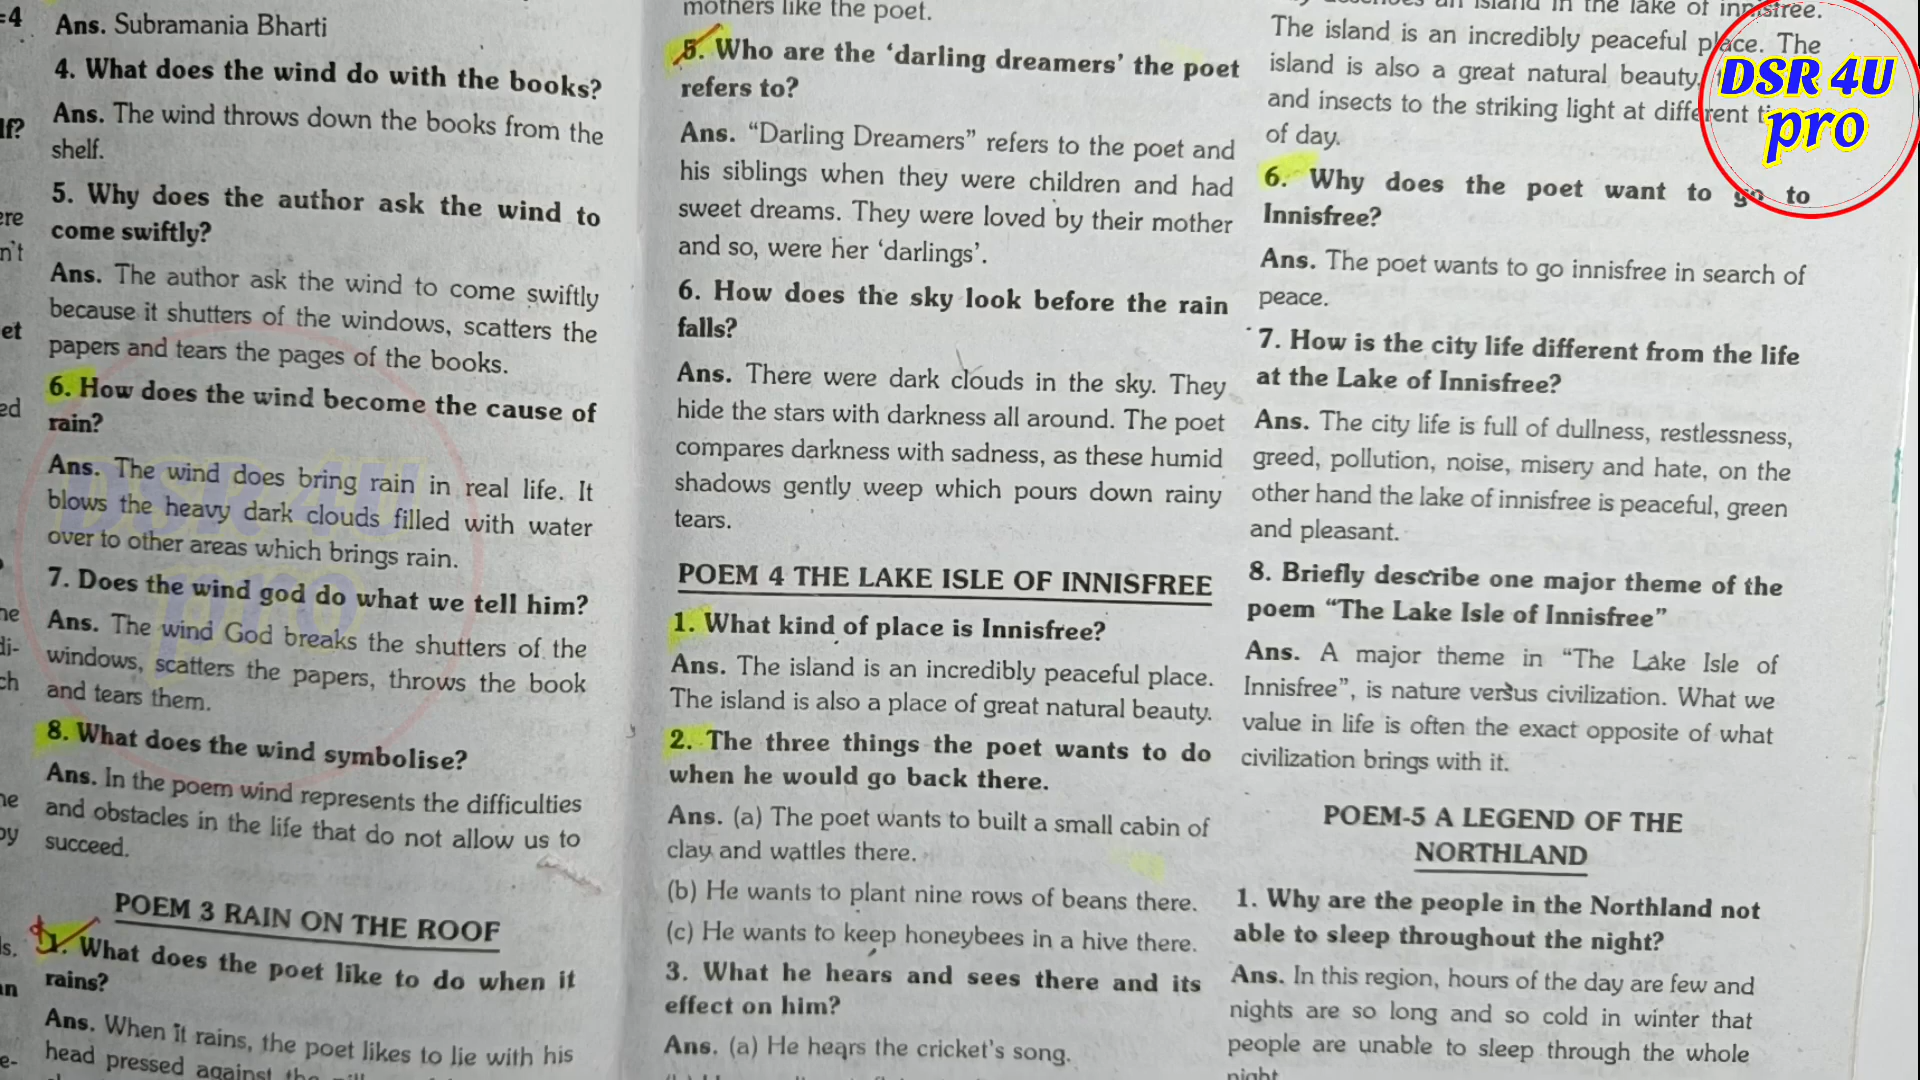 =4
lf?
ere
n't
et
ed
ne
di-
ch
ne
by
ls.
an
e-
Ans. Subramania Bharti
4. What does the wind do with the books?
Ans. The wind throws down the books from the
shelf.
5. Why does the author ask the wind to
come swiftly?
Ans. The author ask the wind to come swiftly
because it shutters of the windows, scatters the
papers and tears the pages of the books.
6. How does the wind become the cause of
rain?
Ans. The wind does bring rain in real life. It
blows the heavy dark clouds filled with water
over to other areas which brings rain.
7. Does the wind god do what we tell him?
Ans. The wind God breaks the shutters of the
windows, scatters the papers, throws the book
and tears them.
8. What does the wind symbolise?
Ans. In the poem wind represents the difficulties
and obstacles in the life that do not allow us to
succeed.
POEM 3 RAIN ON THE ROOF
1. What does the poet like to do when it
rains?
Ans. When it rains, the poet likes to lie with his
head pressed against the
mothers like the poet.
5. Who are the 'darling dreamers' the poet
refers to?
Ans. "Darling Dreamers" refers to the poet and
his siblings when they were children and had
sweet dreams. They were loved by their mother
and so, were her 'darlings'.
6. How does the sky look before the rain
falls?
Ans. There were dark clouds in the sky. They
hide the stars with darkness all around. The poet
compares darkness with sadness, as these humid
shadows gently weep which pours down rainy
tears.
POEM 4 THE LAKE ISLE OF INNISFREE
1. What kind of place is Innisfree?
Ans. The island is an incredibly peaceful place.
The island is also a place of great natural beauty.
2. The three things the poet wants to do
when he would go back there.
Ans. (a) The poet wants to built a small cabin of
clay and wattles there.
(b) He wants to plant nine rows of beans there.
(c) He wants to keep honeybees in a hive there.
3. What he hears and sees there and its
effect on him?
Ans. (a) He hears the cricket's song.
an island in the lake of innisfree.
The island is an incredibly peaceful place. The
island is also a great natural beauty,
and insects to the striking light at different
of day.
6. Why does the poet want to go to
Innisfree?
Ans. The poet wants to go innisfree in search of
peace.
7. How is the city life different from the life
at the Lake of Innisfree?
Ans. The city life is full of dullness, restlessness,
greed, pollution, noise, misery and hate, on the
other hand the lake of innisfree is peaceful, green
and pleasant.
8. Briefly describe one major theme of the
poem "The Lake Isle of Innisfree"
Ans. A major theme in "The Lake Isle of
Innisfree", is nature versus civilization. What we
value in life is often the exact opposite of what
civilization brings with it.
POEM-5 A LEGEND OF THE
NORTHLAND
1. Why are the people in the Northland not
able to sleep throughout the night?
Ans. In this region, hours of the day are few and
nights are so long and so cold in winter that
people are unable to sleep through the whole
night
DSR 4U
pro
DSR 4U
pro